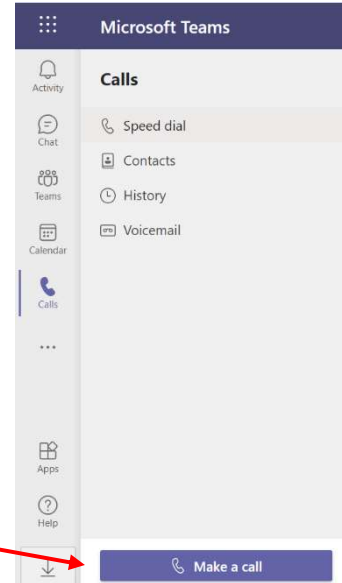 Microsoft Teams
Activity
Chat
Teams
Calendar
Calls
Apps
Help
Calls
Speed dial
Contacts
History
Voicemail
Make a call